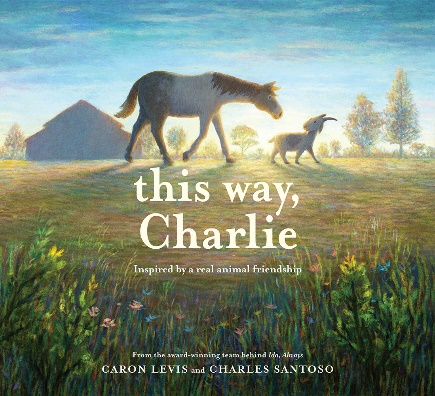 this way,
Charlie
Inspired by a real animal friendship
From the award-winning team behind Ida, Always
CARON LEVIS and CHARLES SANTOSO